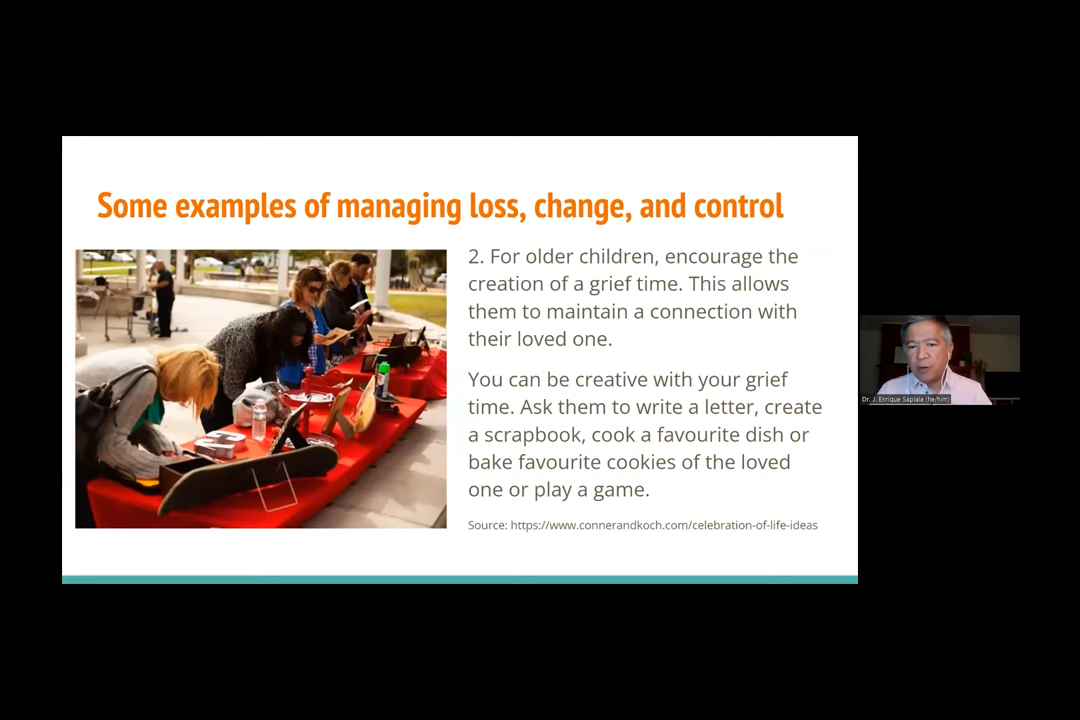 Some examples of managing loss, change, and control
2. For older children, encourage the
creation of a grief time. This allows
them to maintain a connection with
their loved one.
You can be creative with your grief
time. Ask them to write a letter, create
a scrapbook, cook a favourite dish or
bake favourite cookies of the loved
one or play a game.
Source: https://www.connerandkoch.com/celebration-of-life-ideas
Dr. J. Enrique Saplala (he/him)